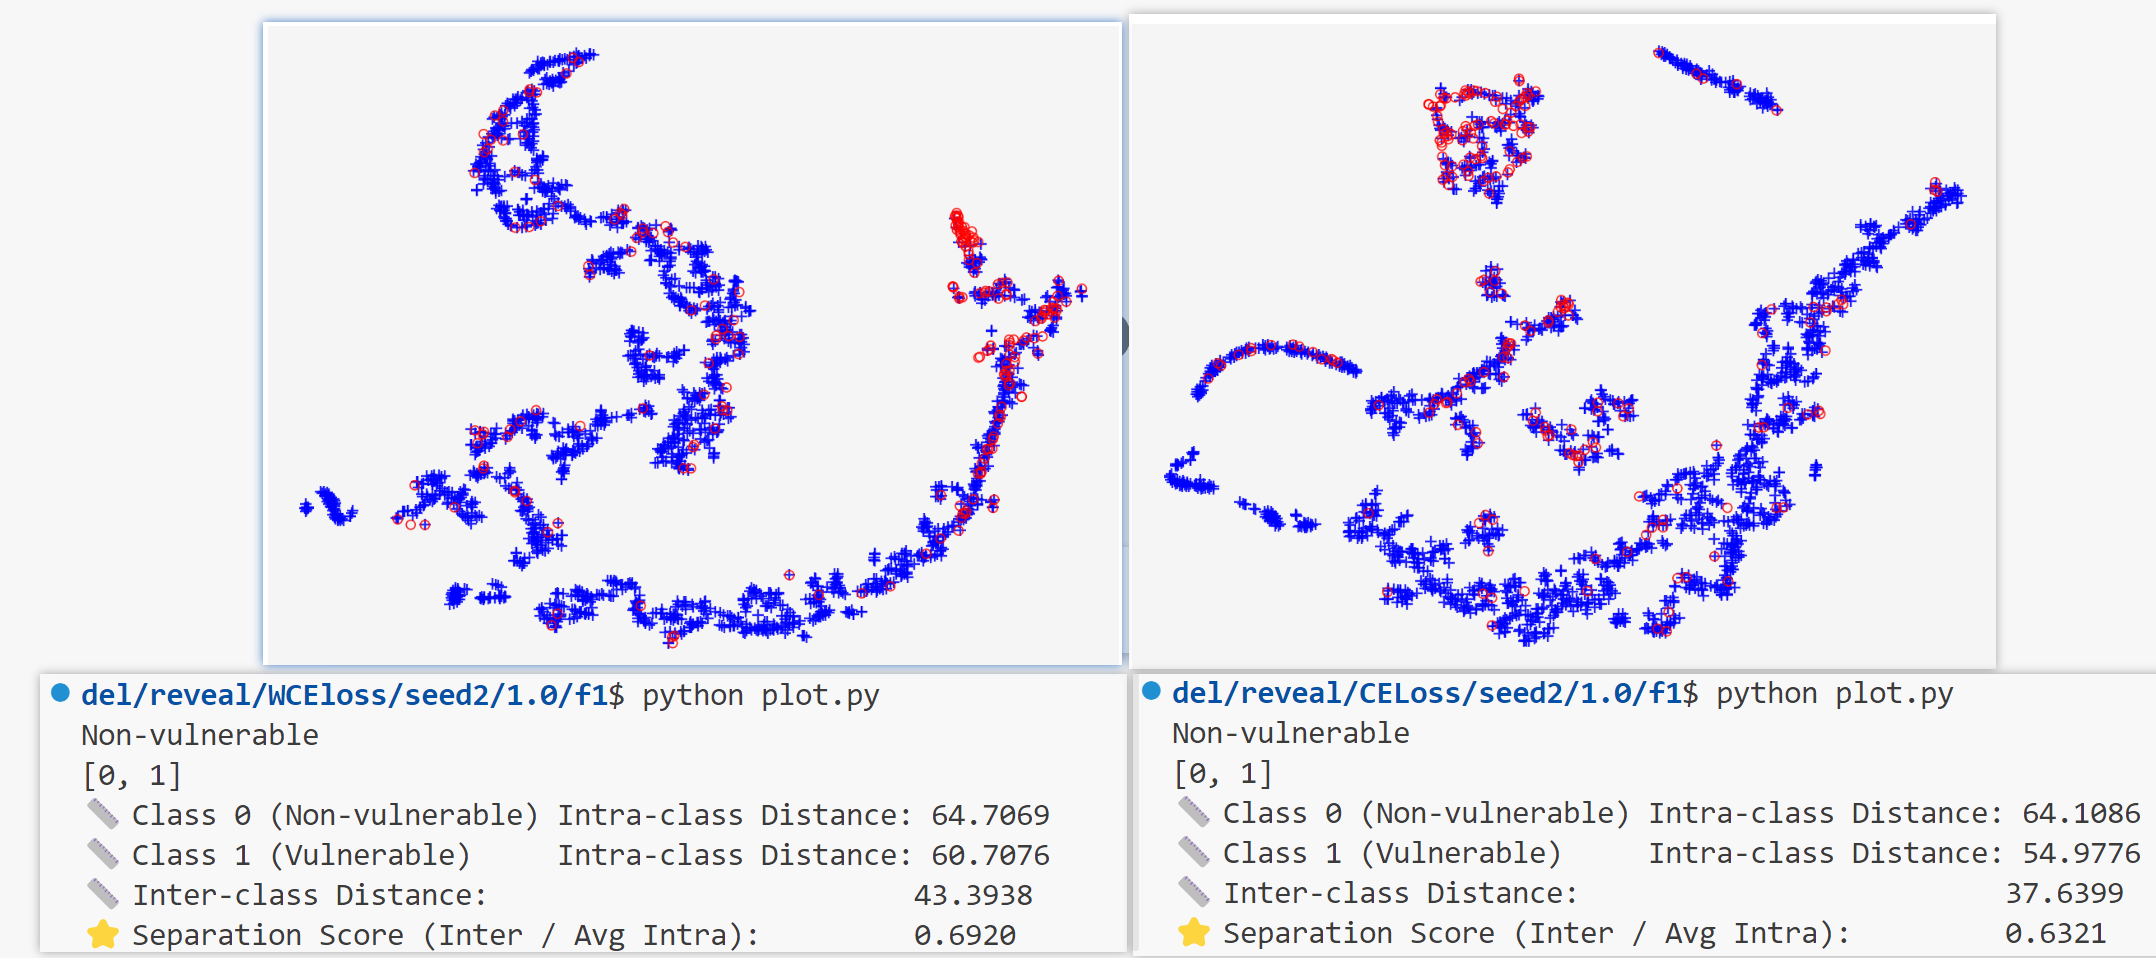 del/reveal/WCEloss/seed2/1.0/f1$ python plot.py
Non-vulnerable
[0, 1]
Class 0 (Non-vulnerable) Intra-class Distance: 64.7069
Class 1 (Vulnerable) Intra-class Distance: 60.7076
Inter-class Distance: 43.3938
Separation Score (Inter / Avg Intra): 0.6920
del/reveal/CELoss/seed2/1.0/f1$ python plot.py
Non-vulnerable
[0, 1]
Class 0 (Non-vulnerable) Intra-class Distance: 64.1086
Class 1 (Vulnerable) Intra-class Distance: 54.9776
Inter-class Distance: 37.6399
Separation Score (Inter / Avg Intra): 0.6321